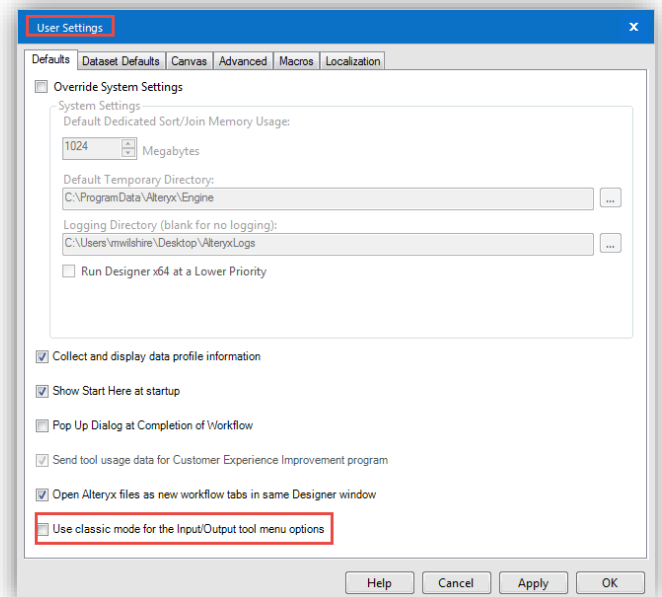 User Settings
x
Defaults Dataset Defaults Canvas Advanced Macros Localization
Override System Settings
System Settings
Default Dedicated Sort/Join Memory Usage:
1024 Megabytes
Default Temporary Directory:
C:\ProgramData\Alteryx\Engine ...
Logging Directory (blank for no logging):
C:\Users\mwilshire\Desktop\AlteryxLogs ...
Run Designer x64 at a Lower Priority
Collect and display data profile information
Show Start Here at startup
Pop Up Dialog at Completion of Workflow
Send tool usage data for Customer Experience Improvement program
Open Alteryx files as new workflow tabs in same Designer window
Use classic mode for the Input/Output tool menu options
Help Cancel Apply OK